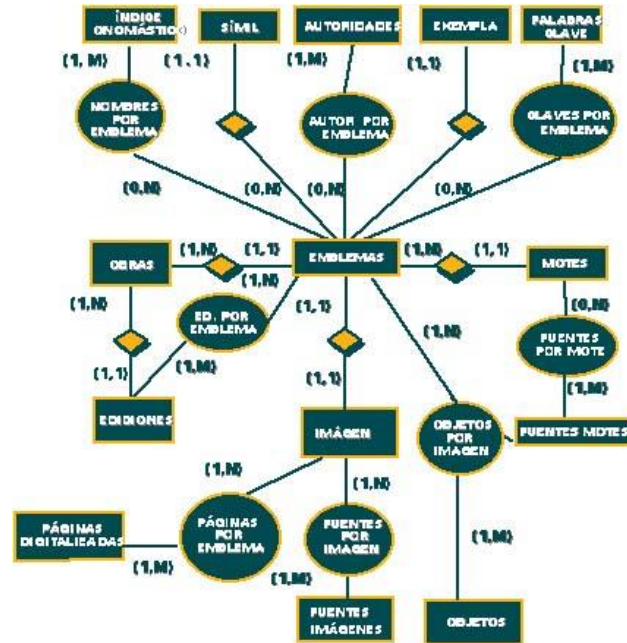 ÍNDICE
ONOMÁSTICO
SÍMIL
AUTORIDADES
EXEMPLA
PALABRAS
CLAVE
(1,M)
(1.1)
(1,M)
(1,1)
(1,M)
NOMBRES
POR
EMBLEMA
AUTOR POR
EMBLEMA
CLAVES POR
EMBLEMA
(0,N)
(0,N)
(0,N)
(0,N)
OBRAS
(1,N)
(1,1)
EMBLEMAS
(1,N)
(1,1)
MOTES
(1,N)
(1,N)
ED. POR
EMBLEMA
(1,1)
(1,N)
(0,N)
FUENTES
POR MOTE
(1,1)
(1,M)
(1,1)
(1,M)
EDIDIONES
IMÁGEN
OBJETOS
POR
IMAGEN
FUENTES MOTES
(1,N)
(1,N)
PÁGINAS
DIGITALIZADAS
(1,M)
PÁGINAS
POR
EMBLEMA
FUENTES
POR
IMAGEN
(1,M)
(1,M)
FUENTES
IMÁGENES
OBJETOS